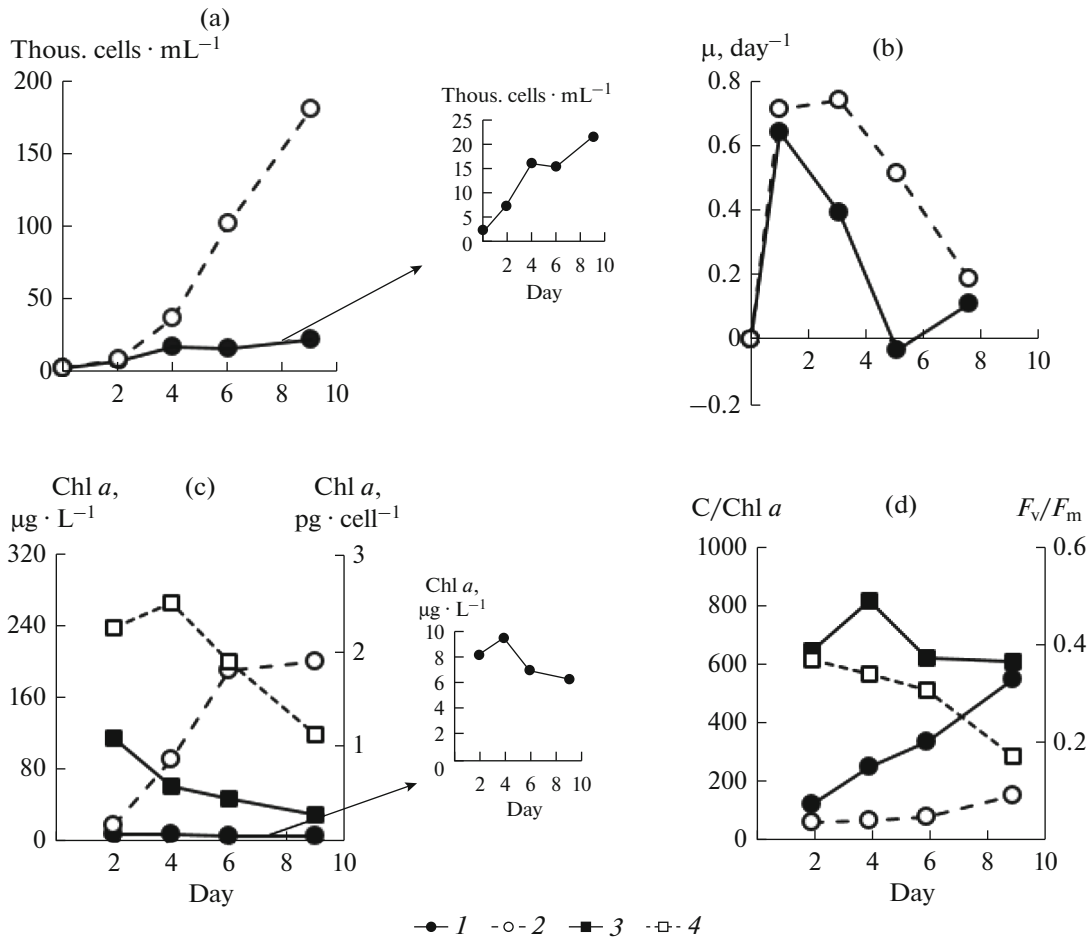 (a)
Thous. cells · mL⁻¹
200
150
100
50
0
2 4 6 8 10
Thous. cells · mL⁻¹
25
20
15
10
5
0
2 4 6 8 10
Day
μ, day⁻¹ (b)
0.8
0.6
0.4
0.2
0
2 4 6 8 10
−0.2
Chl a, (c) Chl a,
μg · L⁻¹ pg · cell⁻¹
320 3
240
2
160
1
80
0
2 4 6 8 10
Day
Chl a,
μg · L⁻¹
10
8
6
4
2
0
2 4 6 8 10
Day
C/Chl a (d) Fv/Fm
1000 0.6
800
600 0.4
400
0.2
200
0
2 4 6 8 10
Day
1 2 3 4